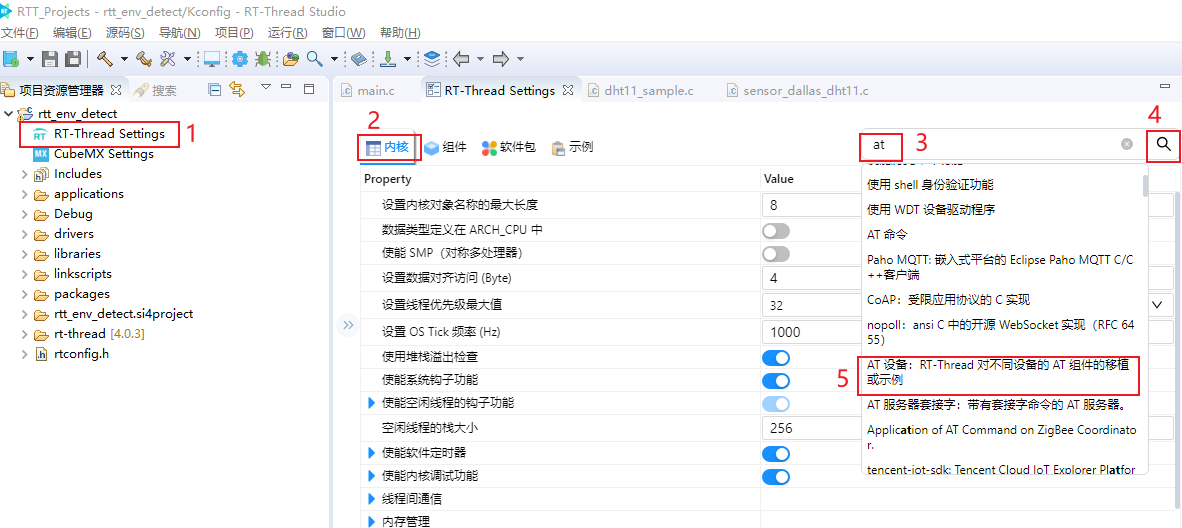 RTT_Projects - rtt_env_detect/Kconfig - RT-Thread Studio
文件(F) 编辑(E) 源码(S) 导航(N) 项目(P) 运行(R) 窗口(W) 帮助(H)
项目资源管理器 搜索
main.c RT-Thread Settings dht11_sample.c sensor_dallas_dht11.c
rtt_env_detect
RT-Thread Settings 1
MX CubeMX Settings
Includes
applications
Debug
drivers
libraries
linkscripts
packages
rtt_env_detect.si4project
rt-thread [4.0.3]
rtconfig.h
2 3 4
内核 组件 软件包 示例 at
Property Value
设置内核对象名称的最大长度 8
数据类型定义在 ARCH_CPU 中
使能 SMP（对称多处理器）
设置数据对齐访问 (Byte) 4
设置线程优先级最大值 32
设置 OS Tick 频率 (Hz) 1000
使用堆栈溢出检查
使能系统钩子功能
使能空闲线程的钩子功能
空闲线程的栈大小 256
使能软件定时器
使能内核调试功能
线程间通信
内存管理
使用 shell 身份验证功能
使用 WDT 设备驱动程序
AT 命令
Paho MQTT: 嵌入式平台的 Eclipse Paho MQTT C/C
++客户端
CoAP：受限应用协议的 C 实现
nopoll：ansi C 中的开源 WebSocket 实现（RFC 64
55）
5 AT 设备：RT-Thread 对不同设备的 AT 组件的移植
或示例
AT 服务器套接字：带有套接字命令的 AT 服务器。
Application of AT Command on ZigBee Coordinato
r.
tencent-iot-sdk: Tencent Cloud IoT Explorer Platfor